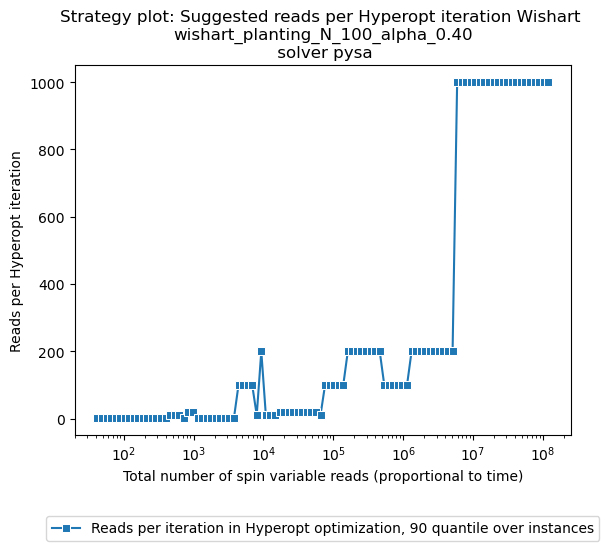 Strategy plot: Suggested reads per Hyperopt iteration Wishart
wishart_planting_N_100_alpha_0.40
solver pysa
1000
800
600
400
200
0
Reads per Hyperopt iteration
10²
10³
10⁴
10⁵
10⁶
10⁷
10⁸
Total number of spin variable reads (proportional to time)
Reads per iteration in Hyperopt optimization, 90 quantile over instances